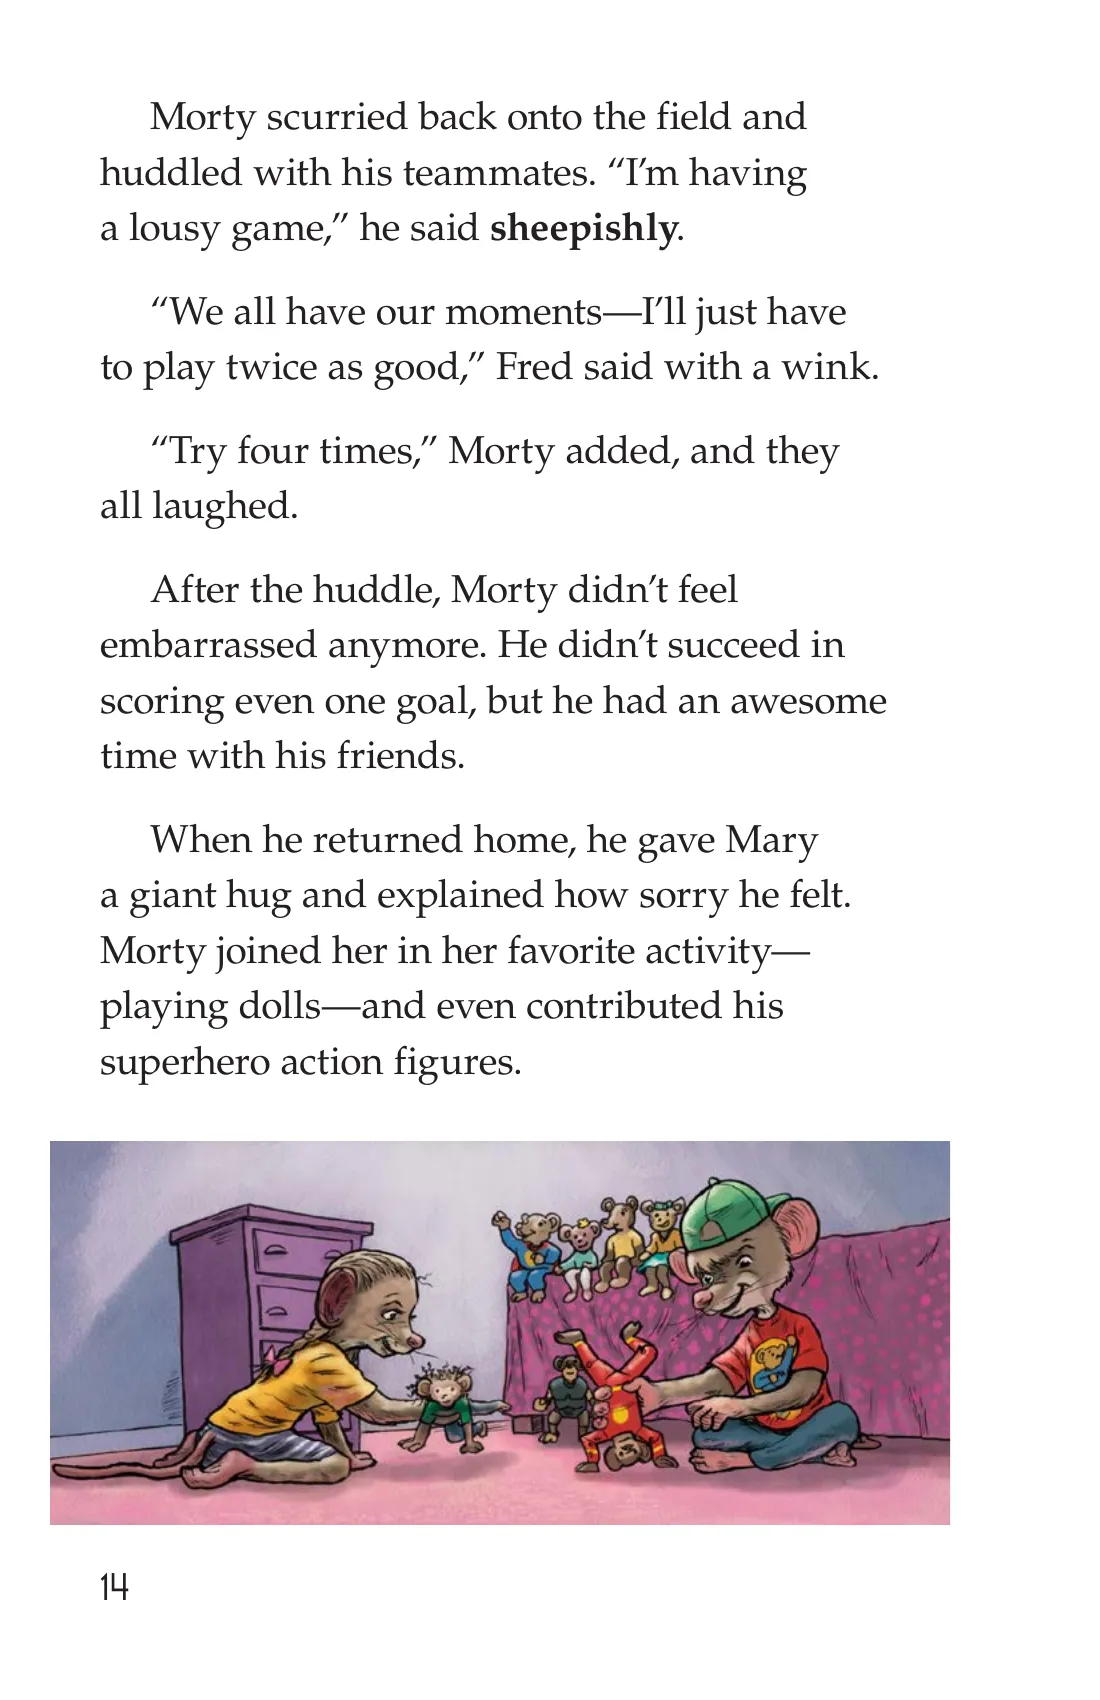 Morty scurried back onto the field and
huddled with his teammates. “I’m having
a lousy game,” he said sheepishly.
“We all have our moments—I’ll just have
to play twice as good,” Fred said with a wink.
“Try four times,” Morty added, and they
all laughed.
After the huddle, Morty didn’t feel
embarrassed anymore. He didn’t succeed in
scoring even one goal, but he had an awesome
time with his friends.
When he returned home, he gave Mary
a giant hug and explained how sorry he felt.
Morty joined her in her favorite activity—
playing dolls—and even contributed his
superhero action figures.
14